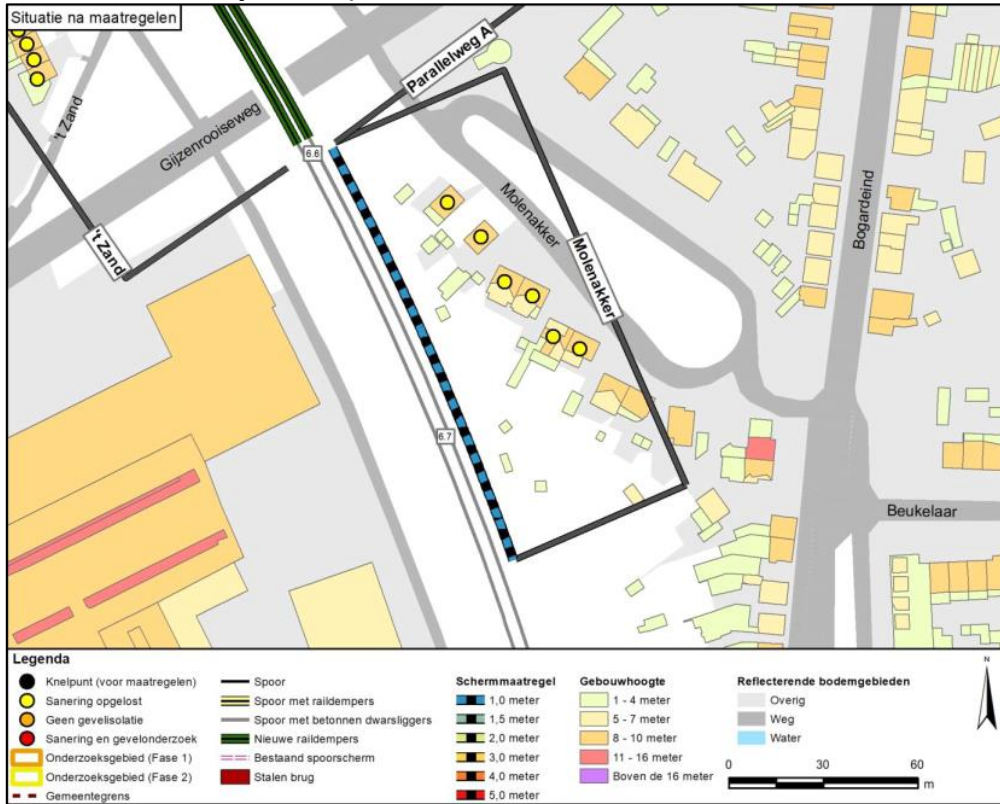 Situatie na maatregelen
Parallelweg A
't Zand
Gijzenrooiseweg
6.6
't Zand
Molenakker
Molenakker
Bogardeind
6.7
Beukelaar
Legenda
Knelpunt (voor maatregelen)
Sanering opgelost
Geen gevelisolatie
Sanering en gevelonderzoek
Onderzoeksgebied (Fase 1)
Onderzoeksgebied (Fase 2)
Gemeentegrens
Spoor
Spoor met raildempers
Spoor met betonnen dwarsliggers
Nieuwe raildempers
Bestaand spoorscherm
Stalen brug
Schermmaatregel
1,0 meter
1,5 meter
2,0 meter
3,0 meter
4,0 meter
5,0 meter
Gebouwhoogte
1 - 4 meter
5 - 7 meter
8 - 10 meter
11 - 16 meter
Boven de 16 meter
Reflecterende bodemgebieden
Overig
Weg
Water
N
0 30 60
m